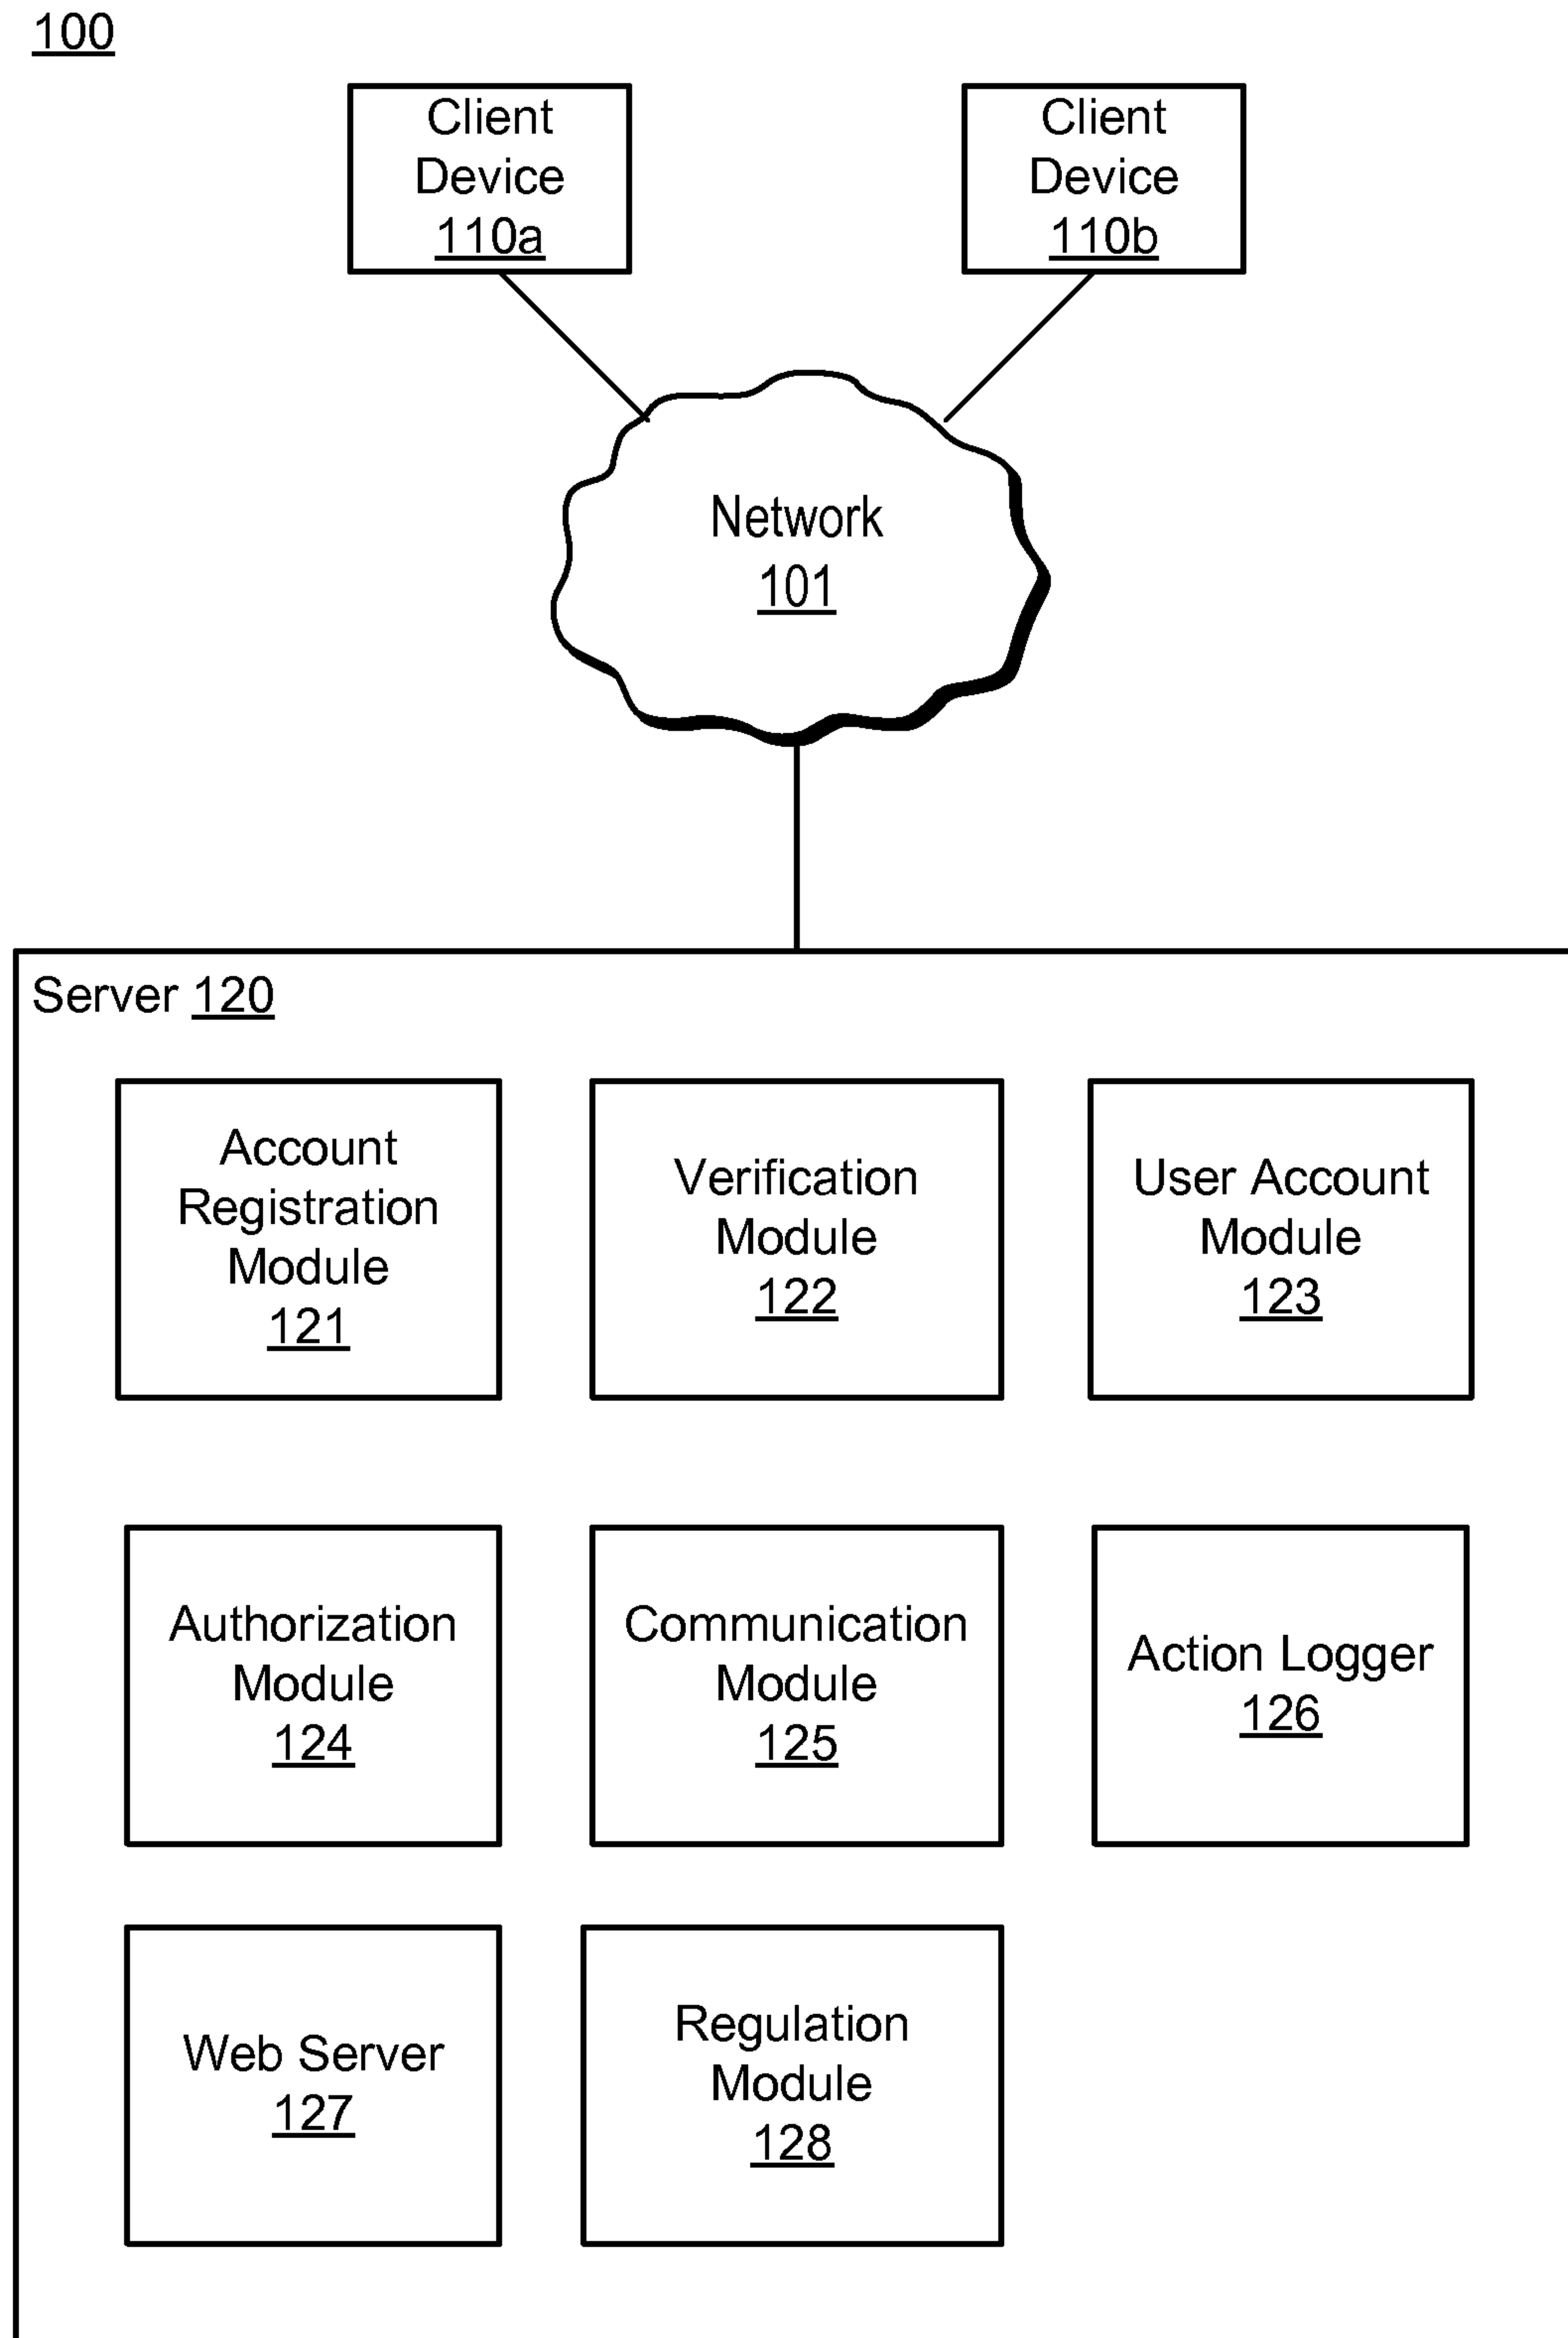 100
Client
Device
110a
Client
Device
110b
Network
101
Server 120
Account
Registration
Module
121
Verification
Module
122
User Account
Module
123
Authorization
Module
124
Communication
Module
125
Action Logger
126
Web Server
127
Regulation
Module
128